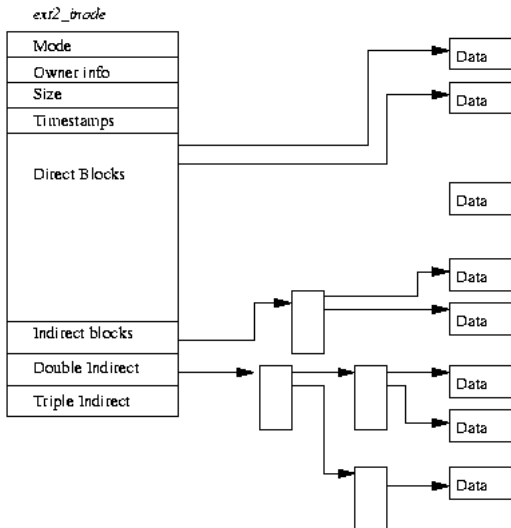 ext2_inode
Mode
Owner info
Size
Timestamps
Direct Blocks
Indirect blocks
Double Indirect
Triple Indirect
Data
Data
Data
Data
Data
Data
Data
Data